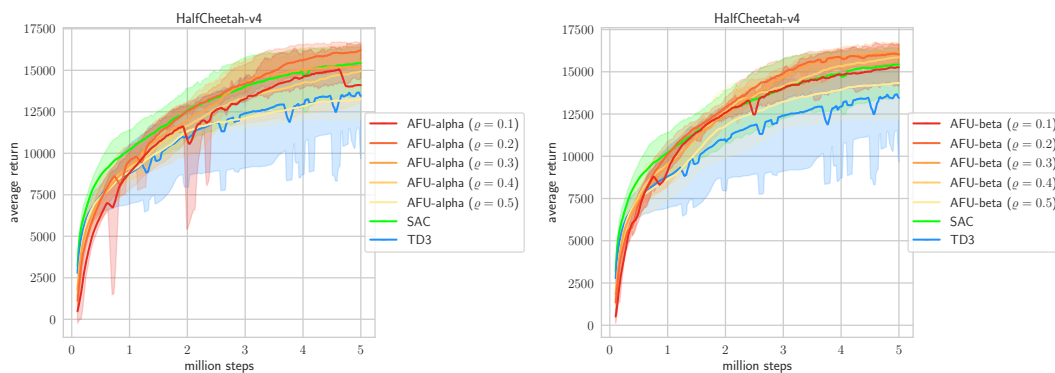 HalfCheetah-v4
17500
15000
12500
10000
7500
5000
2500
0
average return
0 1 2 3 4 5
million steps
AFU-alpha (ϱ = 0.1)
AFU-alpha (ϱ = 0.2)
AFU-alpha (ϱ = 0.3)
AFU-alpha (ϱ = 0.4)
AFU-alpha (ϱ = 0.5)
SAC
TD3
HalfCheetah-v4
17500
15000
12500
10000
7500
5000
2500
0
average return
0 1 2 3 4 5
million steps
AFU-beta (ϱ = 0.1)
AFU-beta (ϱ = 0.2)
AFU-beta (ϱ = 0.3)
AFU-beta (ϱ = 0.4)
AFU-beta (ϱ = 0.5)
SAC
TD3